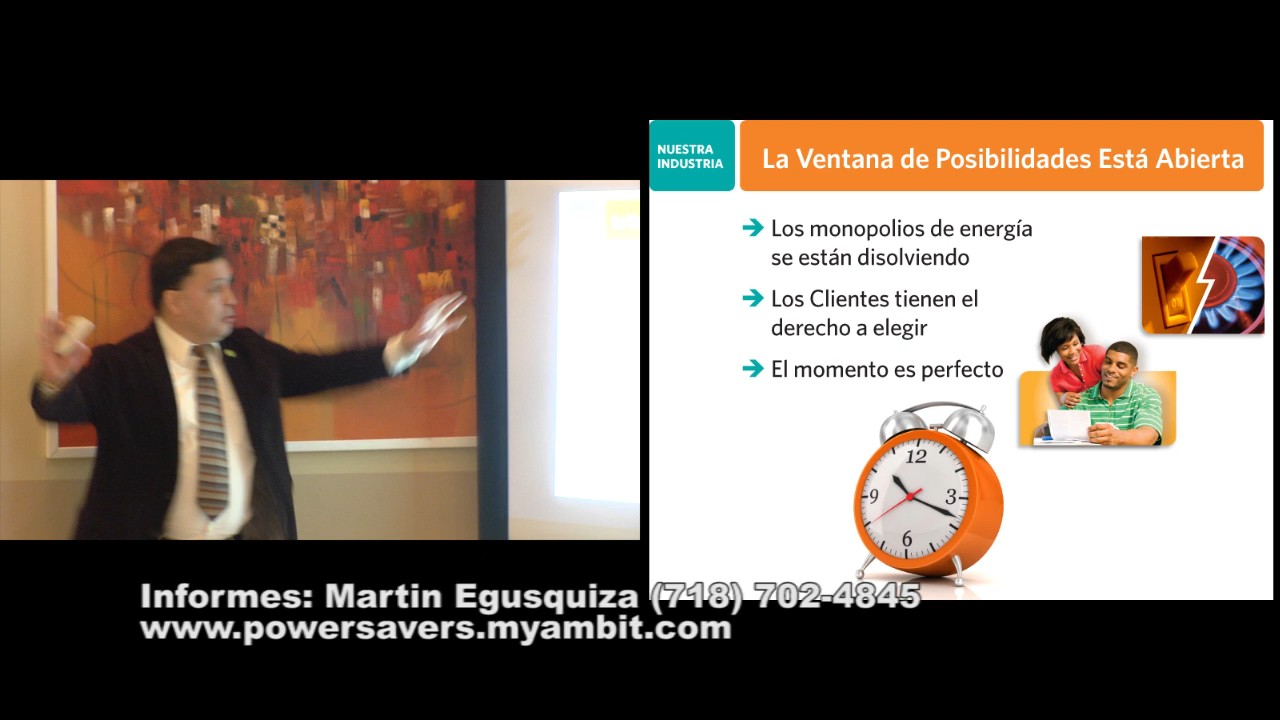 NUESTRA
INDUSTRIA
La Ventana de Posibilidades Está Abierta
Los monopolios de energía
se están disolviendo
Los Clientes tienen el
derecho a elegir
El momento es perfecto
ON
12
9
3
6
Informes: Martin Egusquiza (718) 702-4845
www.powersavers.myambit.com